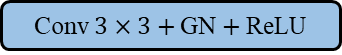 Conv 3 × 3 + GN + ReLU